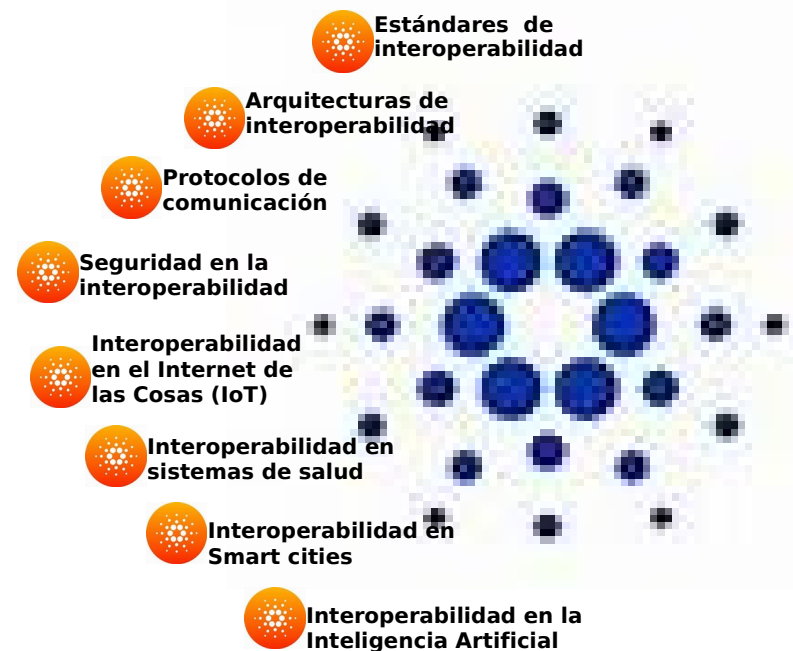 Estándares de
interoperabilidad
Arquitecturas de
interoperabilidad
Protocolos de
comunicación
Seguridad en la
interoperabilidad
Interoperabilidad
en el Internet de
las Cosas (IoT)
Interoperabilidad en
sistemas de salud
Interoperabilidad en
Smart cities
Interoperabilidad en la
Inteligencia Artificial